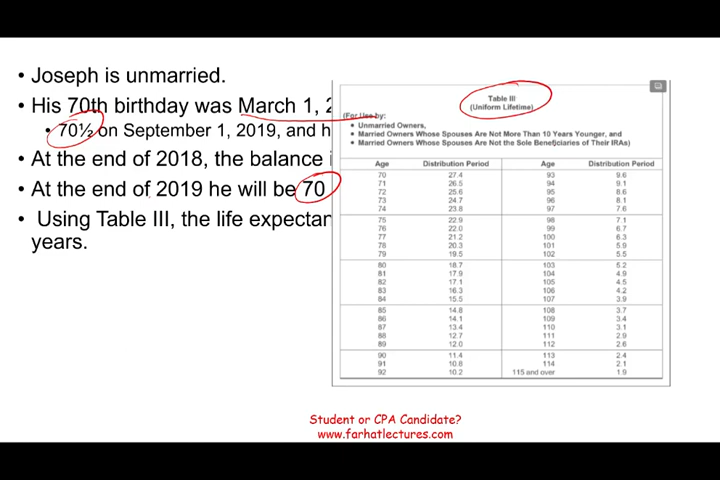 • Joseph is unmarried.
• His 70th birthday was March 1, 2
• 70½ on September 1, 2019, and h
• At the end of 2018, the balance i
• At the end of 2019 he will be 70
• Using Table III, the life expectan
years.
Table III
(Uniform Lifetime)
(For Use by:
• Unmarried Owners,
• Married Owners Whose Spouses Are Not More Than 10 Years Younger, and
• Married Owners Whose Spouses Are Not the Sole Beneficiaries of Their IRAs)
Age Distribution Period Age Distribution Period
70 27.4 93 9.6
71 26.5 94 9.1
72 25.6 95 8.6
73 24.7 96 8.1
74 23.8 97 7.6
75 22.9 98 7.1
76 22.0 99 6.7
77 21.2 100 6.3
78 20.3 101 5.9
79 19.5 102 5.5
80 18.7 103 5.2
81 17.9 104 4.9
82 17.1 105 4.5
83 16.3 106 4.2
84 15.5 107 3.9
85 14.8 108 3.7
86 14.1 109 3.4
87 13.4 110 3.1
88 12.7 111 2.9
89 12.0 112 2.6
90 11.4 113 2.4
91 10.8 114 2.1
92 10.2 115 and over 1.9
Student or CPA Candidate?
www.farhatlectures.com